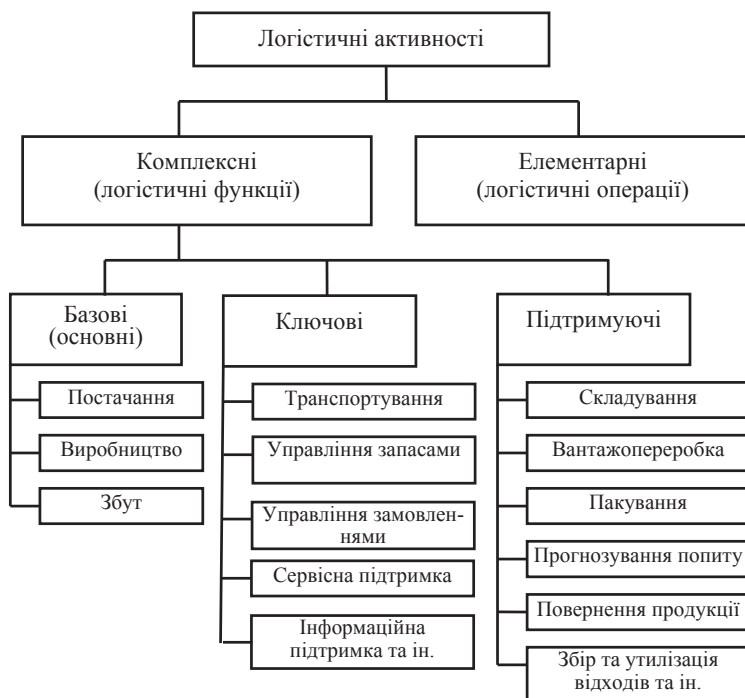 Логістичні активності
Комплексні
(логістичні функції)
Елементарні
(логістичні операції)
Базові
(основні)
Постачання
Виробництво
Збут
Ключові
Транспортування
Управління запасами
Управління замовлен-
нями
Сервісна підтримка
Інформаційна
підтримка та ін.
Підтримуючі
Складування
Вантажопереробка
Пакування
Прогнозування попиту
Повернення продукції
Збір та утилізація
відходів та ін.